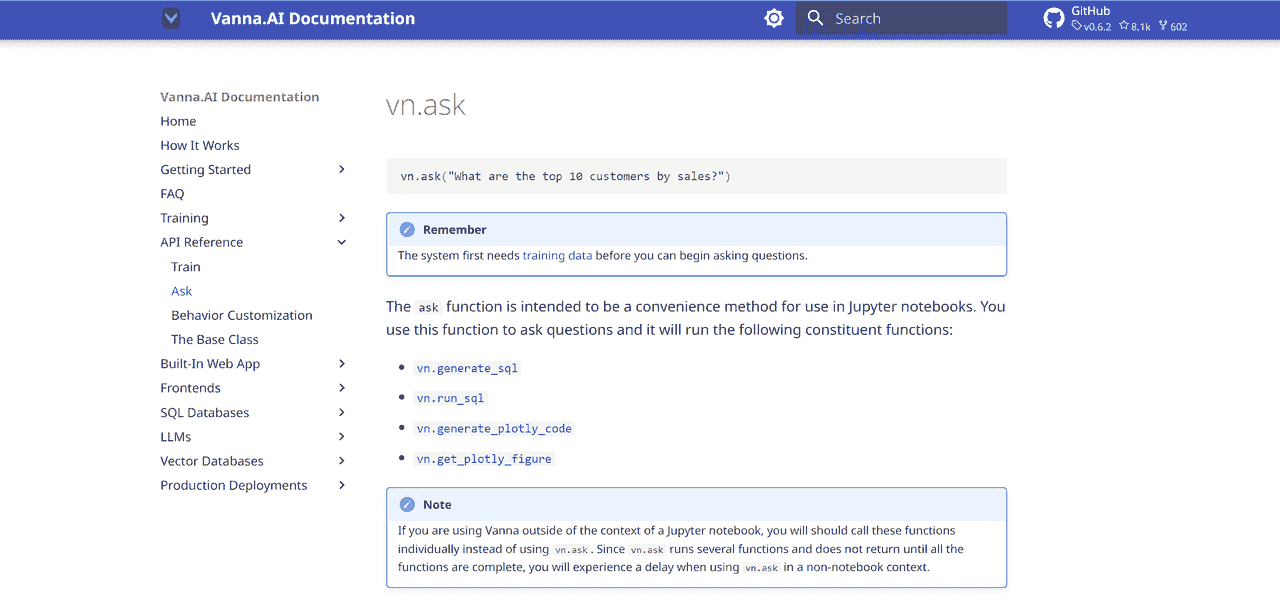 Vanna.AI Documentation
Search
GitHub
v0.6.2 8.1k 602
Vanna.AI Documentation
Home
How It Works
Getting Started
FAQ
Training
API Reference
Train
Ask
Behavior Customization
The Base Class
Built-In Web App
Frontends
SQL Databases
LLMs
Vector Databases
Production Deployments
vn.ask
vn.ask("What are the top 10 customers by sales?")
Remember
The system first needs training data before you can begin asking questions.
The ask function is intended to be a convenience method for use in Jupyter notebooks. You
use this function to ask questions and it will run the following constituent functions:
vn.generate_sql
vn.run_sql
vn.generate_plotly_code
vn.get_plotly_figure
Note
If you are using Vanna outside of the context of a Jupyter notebook, you will should call these functions
individually instead of using vn.ask. Since vn.ask runs several functions and does not return until all the
functions are complete, you will experience a delay when using vn.ask in a non-notebook context.